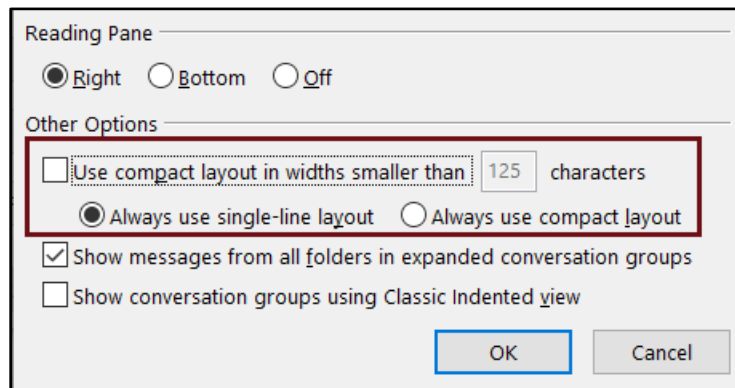 Reading Pane
Right Bottom Off
Other Options
Use compact layout in widths smaller than 125 characters
Always use single-line layout Always use compact layout
Show messages from all folders in expanded conversation groups
Show conversation groups using Classic Indented view
OK Cancel